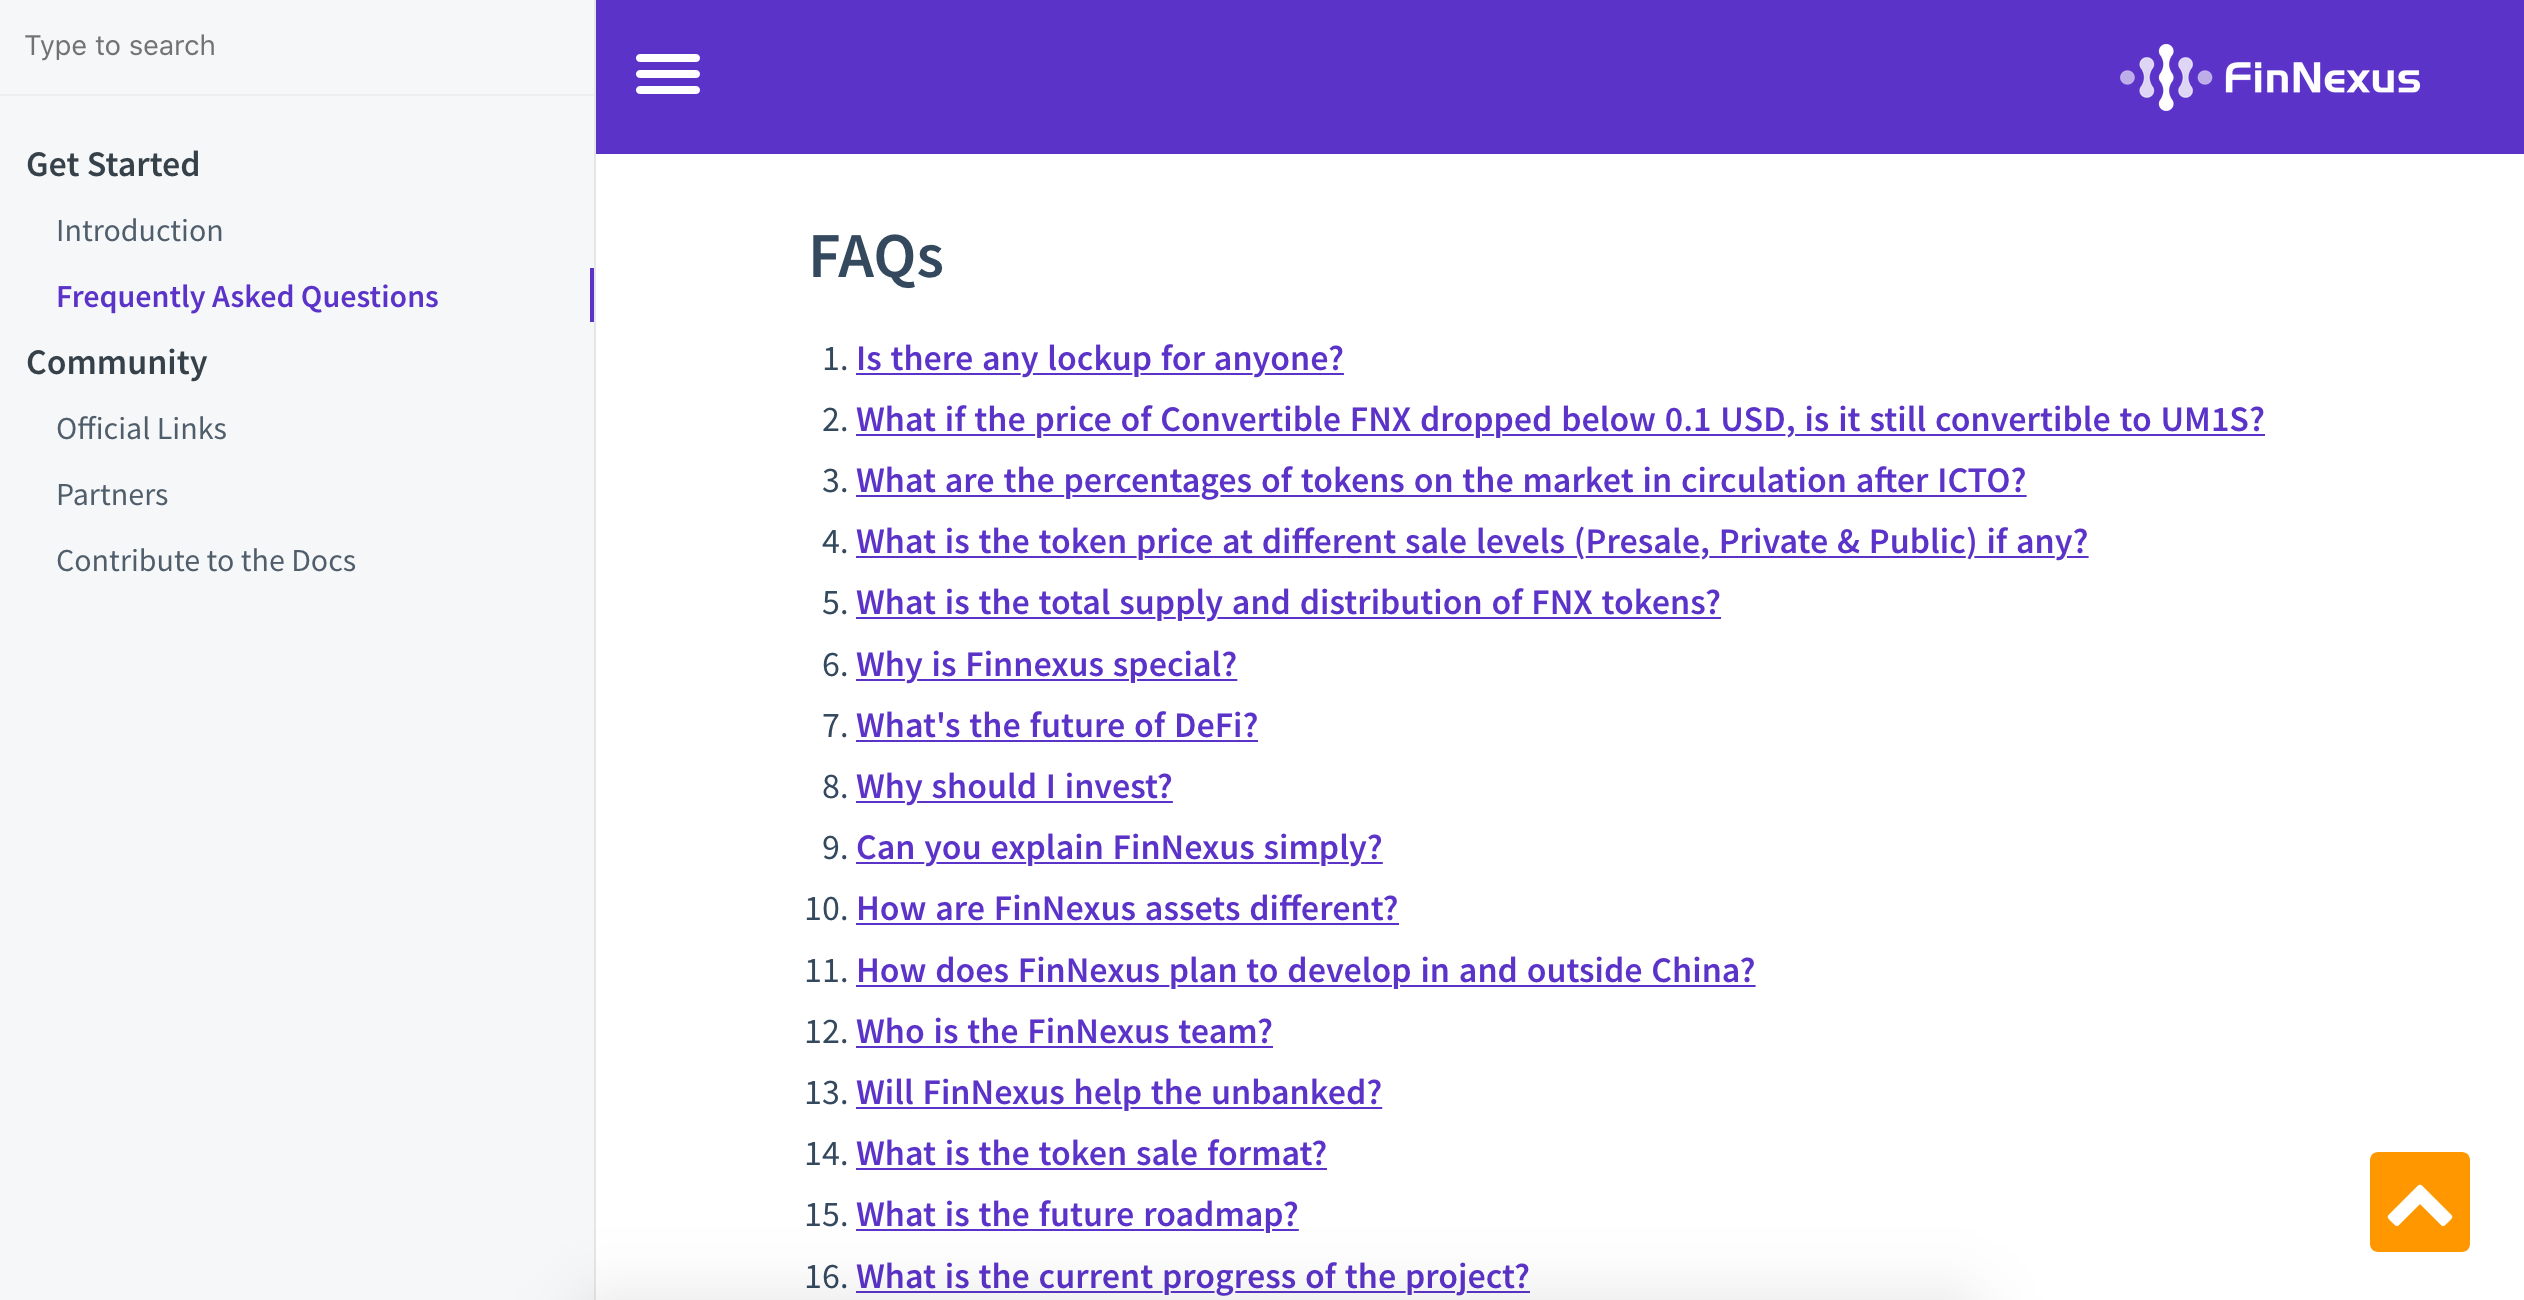 Type to search
Get Started
Introduction
Frequently Asked Questions
Community
Official Links
Partners
Contribute to the Docs
FinNexus
FAQs
1. Is there any lockup for anyone?
2. What if the price of Convertible FNX dropped below 0.1 USD, is it still convertible to UM1S?
3. What are the percentages of tokens on the market in circulation after ICTO?
4. What is the token price at different sale levels (Presale, Private & Public) if any?
5. What is the total supply and distribution of FNX tokens?
6. Why is Finnexus special?
7. What's the future of DeFi?
8. Why should I invest?
9. Can you explain FinNexus simply?
10. How are FinNexus assets different?
11. How does FinNexus plan to develop in and outside China?
12. Who is the FinNexus team?
13. Will FinNexus help the unbanked?
14. What is the token sale format?
15. What is the future roadmap?
16. What is the current progress of the project?